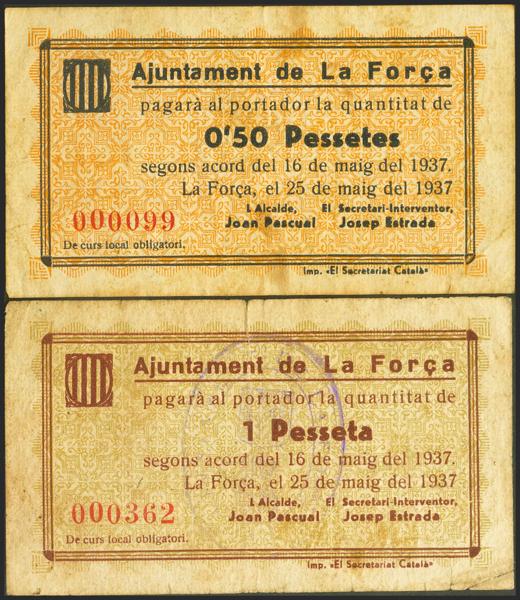 Ajuntament de La Força
pagarà al portador la quantitat de
0'50 Pessetes
segons acord del 16 de maig del 1937.
La Força, el 25 de maig del 1937
L Alcalde, El Secretari-Interventor,
000099 Joan Pascual Josep Estrada
De curs local obligatori.
Imp. «El Secretariat Català»
Ajuntament de La Força
pagarà al portador la quantitat de
1 Pesseta
segons acord del 16 de maig del 1937.
La Força, el 25 de maig del 1937
L Alcalde, El Secretari-Interventor,
000362 Joan Pascual Josep Estrada
De curs local obligatori.
Imp. «El Secretariat Català»